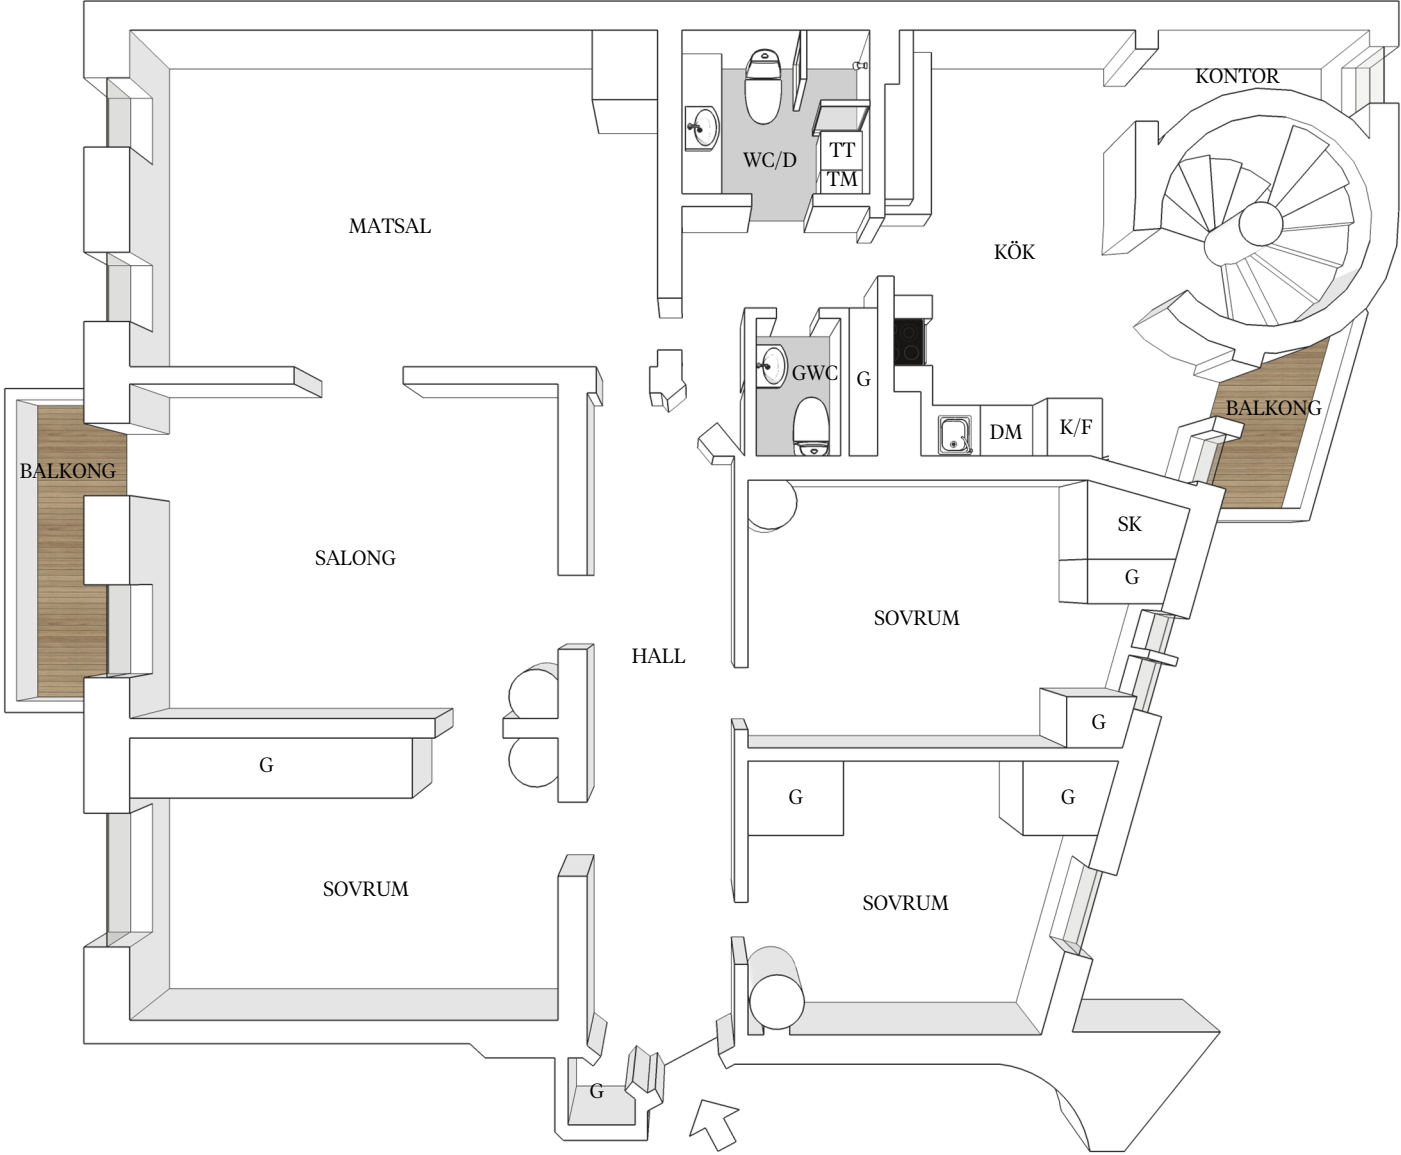 KONTOR
WC/D
TT
TM
MATSAL
KÖK
GWC
G
BALKONG
DM
K/F
BALKONG
SK
SALONG
G
SOVRUM
HALL
G
G
G
G
SOVRUM
SOVRUM
G